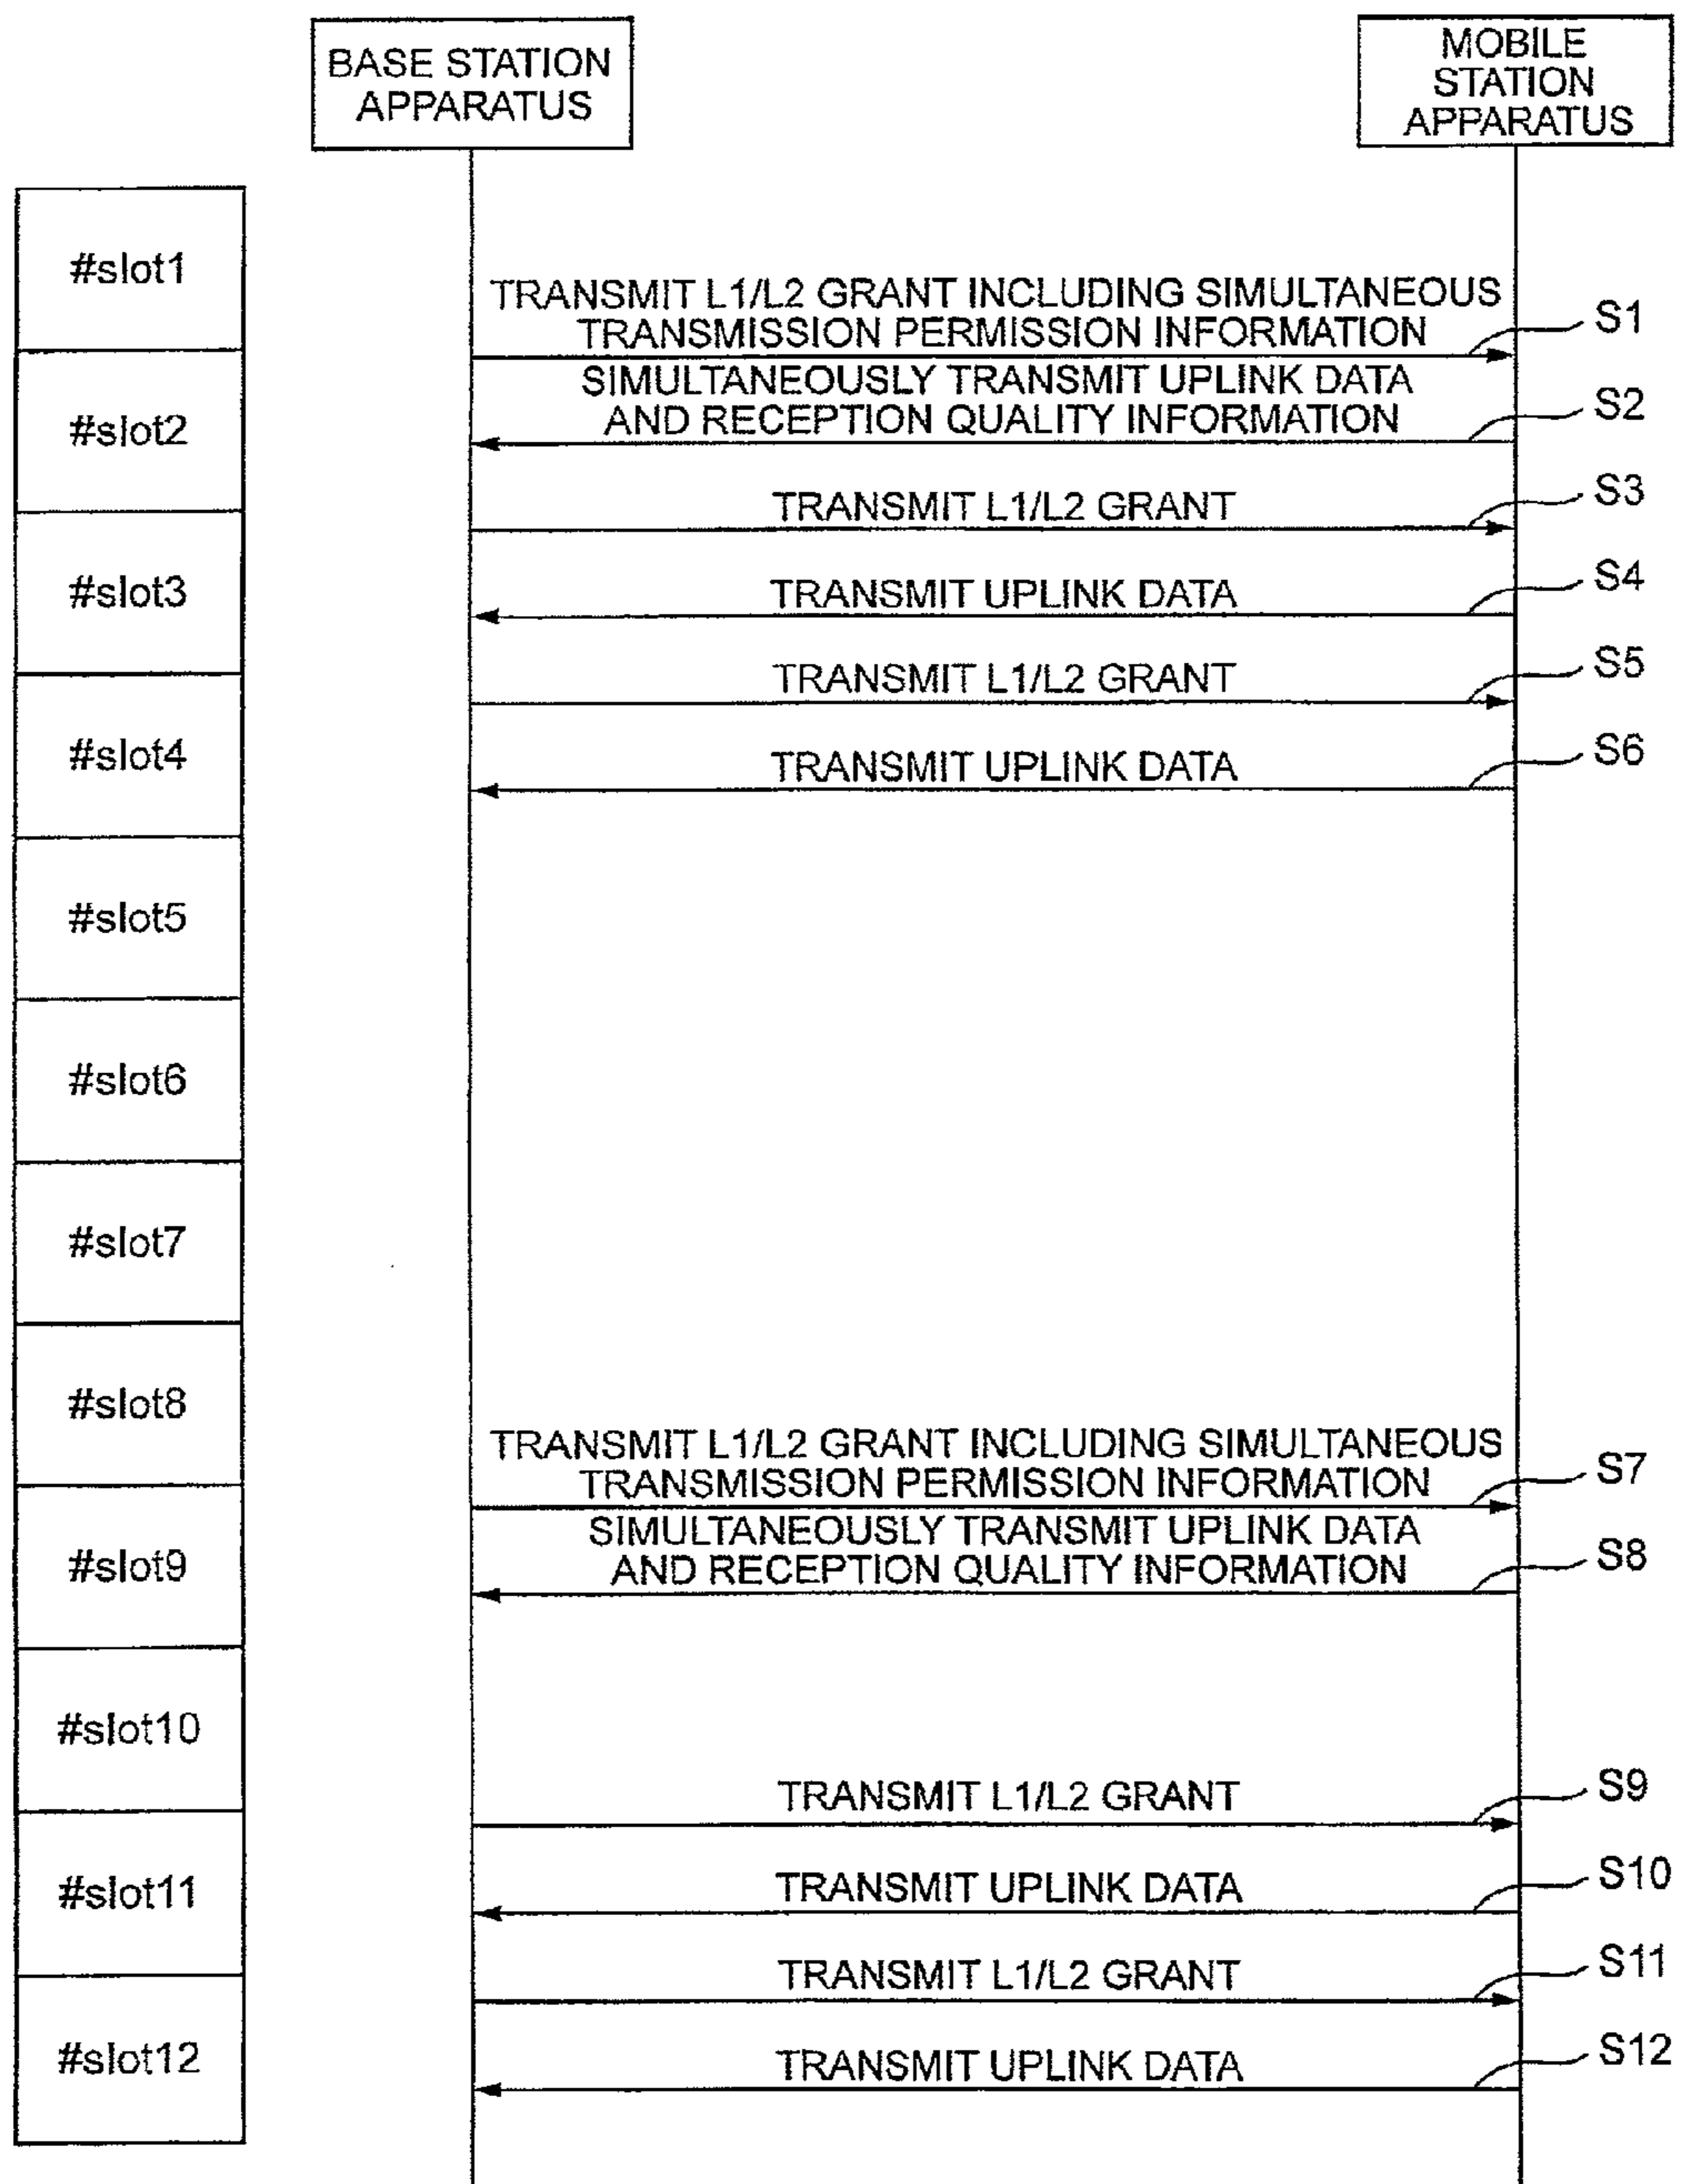 BASE STATION
APPARATUS
MOBILE
STATION
APPARATUS
#slot1
TRANSMIT L1/L2 GRANT INCLUDING SIMULTANEOUS
TRANSMISSION PERMISSION INFORMATION
S1
#slot2
SIMULTANEOUSLY TRANSMIT UPLINK DATA
AND RECEPTION QUALITY INFORMATION
S2
TRANSMIT L1/L2 GRANT
S3
#slot3
TRANSMIT UPLINK DATA
S4
TRANSMIT L1/L2 GRANT
S5
#slot4
TRANSMIT UPLINK DATA
S6
#slot5
#slot6
#slot7
#slot8
TRANSMIT L1/L2 GRANT INCLUDING SIMULTANEOUS
TRANSMISSION PERMISSION INFORMATION
S7
#slot9
SIMULTANEOUSLY TRANSMIT UPLINK DATA
AND RECEPTION QUALITY INFORMATION
S8
#slot10
TRANSMIT L1/L2 GRANT
S9
#slot11
TRANSMIT UPLINK DATA
S10
TRANSMIT L1/L2 GRANT
S11
#slot12
TRANSMIT UPLINK DATA
S12